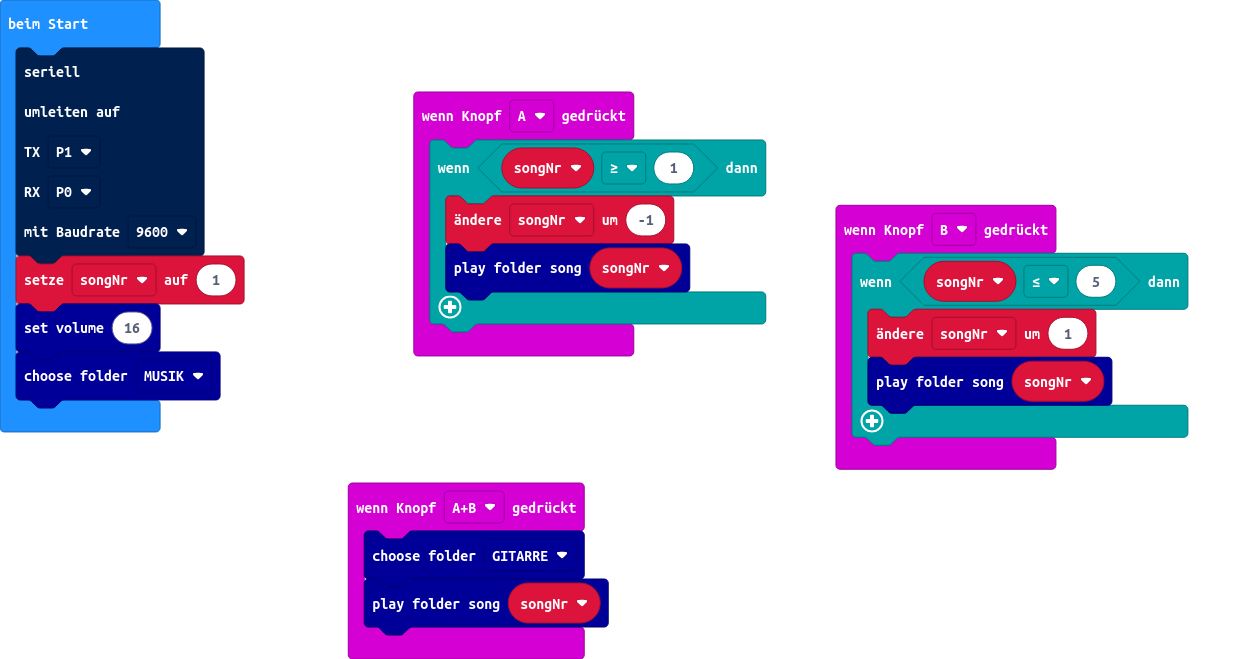 beim Start
seriell
umleiten auf
TX P1
RX P0
mit Baudrate 9600
setze songNr auf 1
set volume 16
choose folder MUSIK
wenn Knopf A gedrückt
wenn songNr ≥ 1 dann
ändere songNr um -1
play folder song songNr
wenn Knopf B gedrückt
wenn songNr ≤ 5 dann
ändere songNr um 1
play folder song songNr
wenn Knopf A+B gedrückt
choose folder GITARRE
play folder song songNr